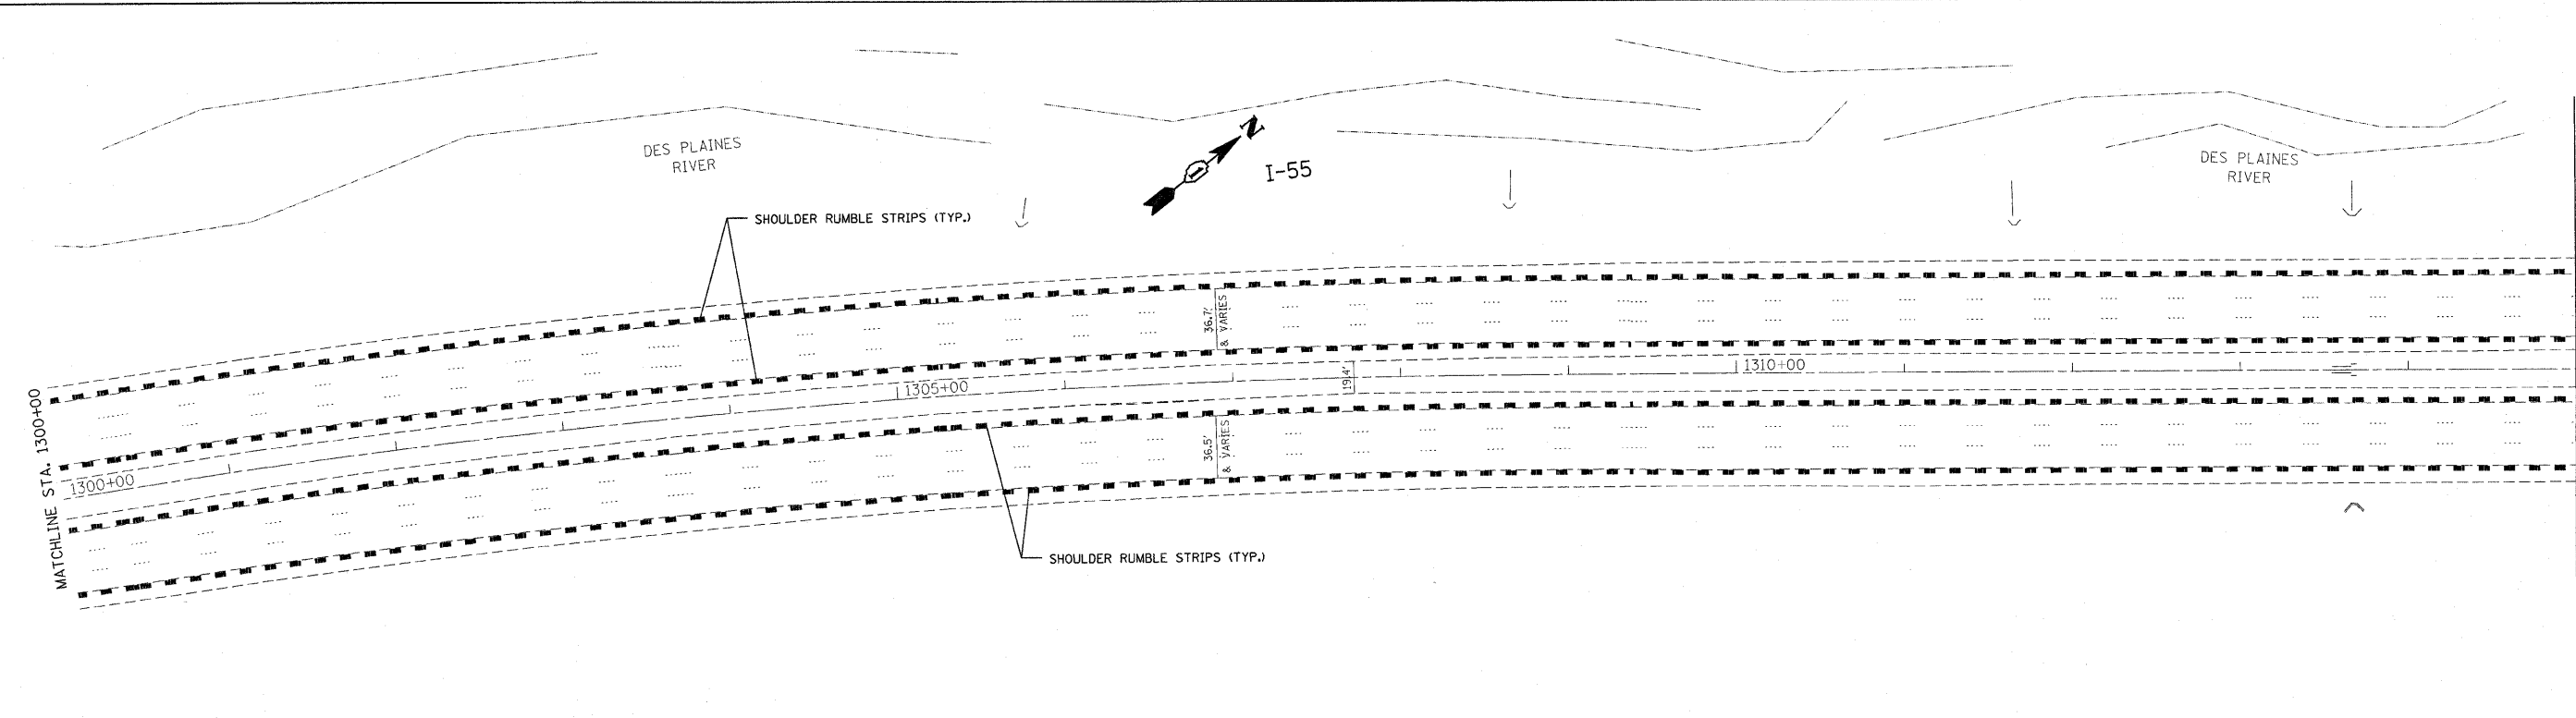 DES PLAINES
RIVER
N
I-55
DES PLAINES
RIVER
SHOULDER RUMBLE STRIPS (TYP.)
36.7'
& VARIES
1310+00
19.4'
1305+00
MATCHLINE STA. 1300+00
36.5'
& VARIES
1300+00
SHOULDER RUMBLE STRIPS (TYP.)